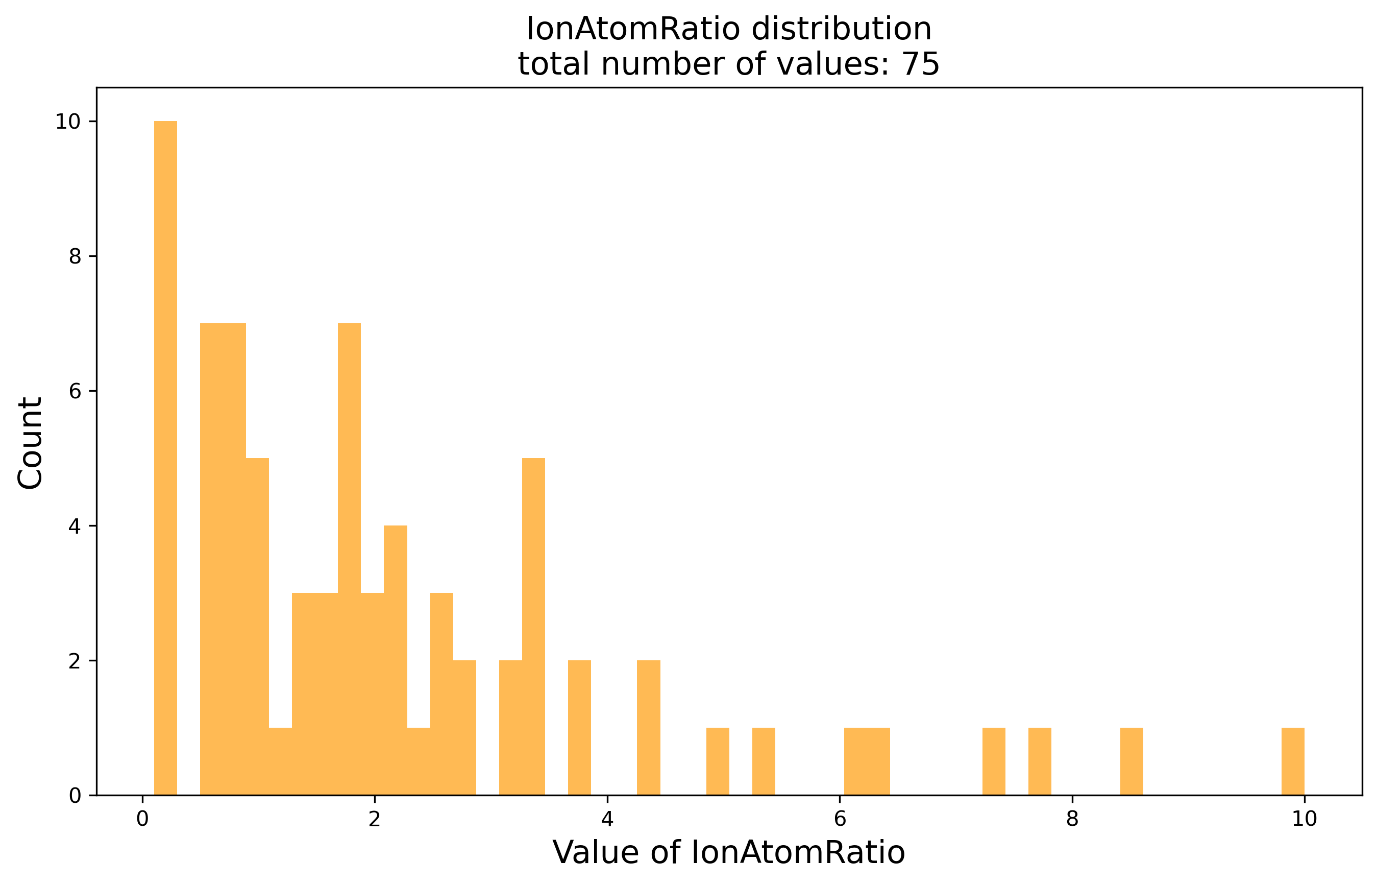 IonAtomRatio distribution
total number of values: 75
10
8
6
4
2
0
Count
0 2 4 6 8 10
Value of IonAtomRatio